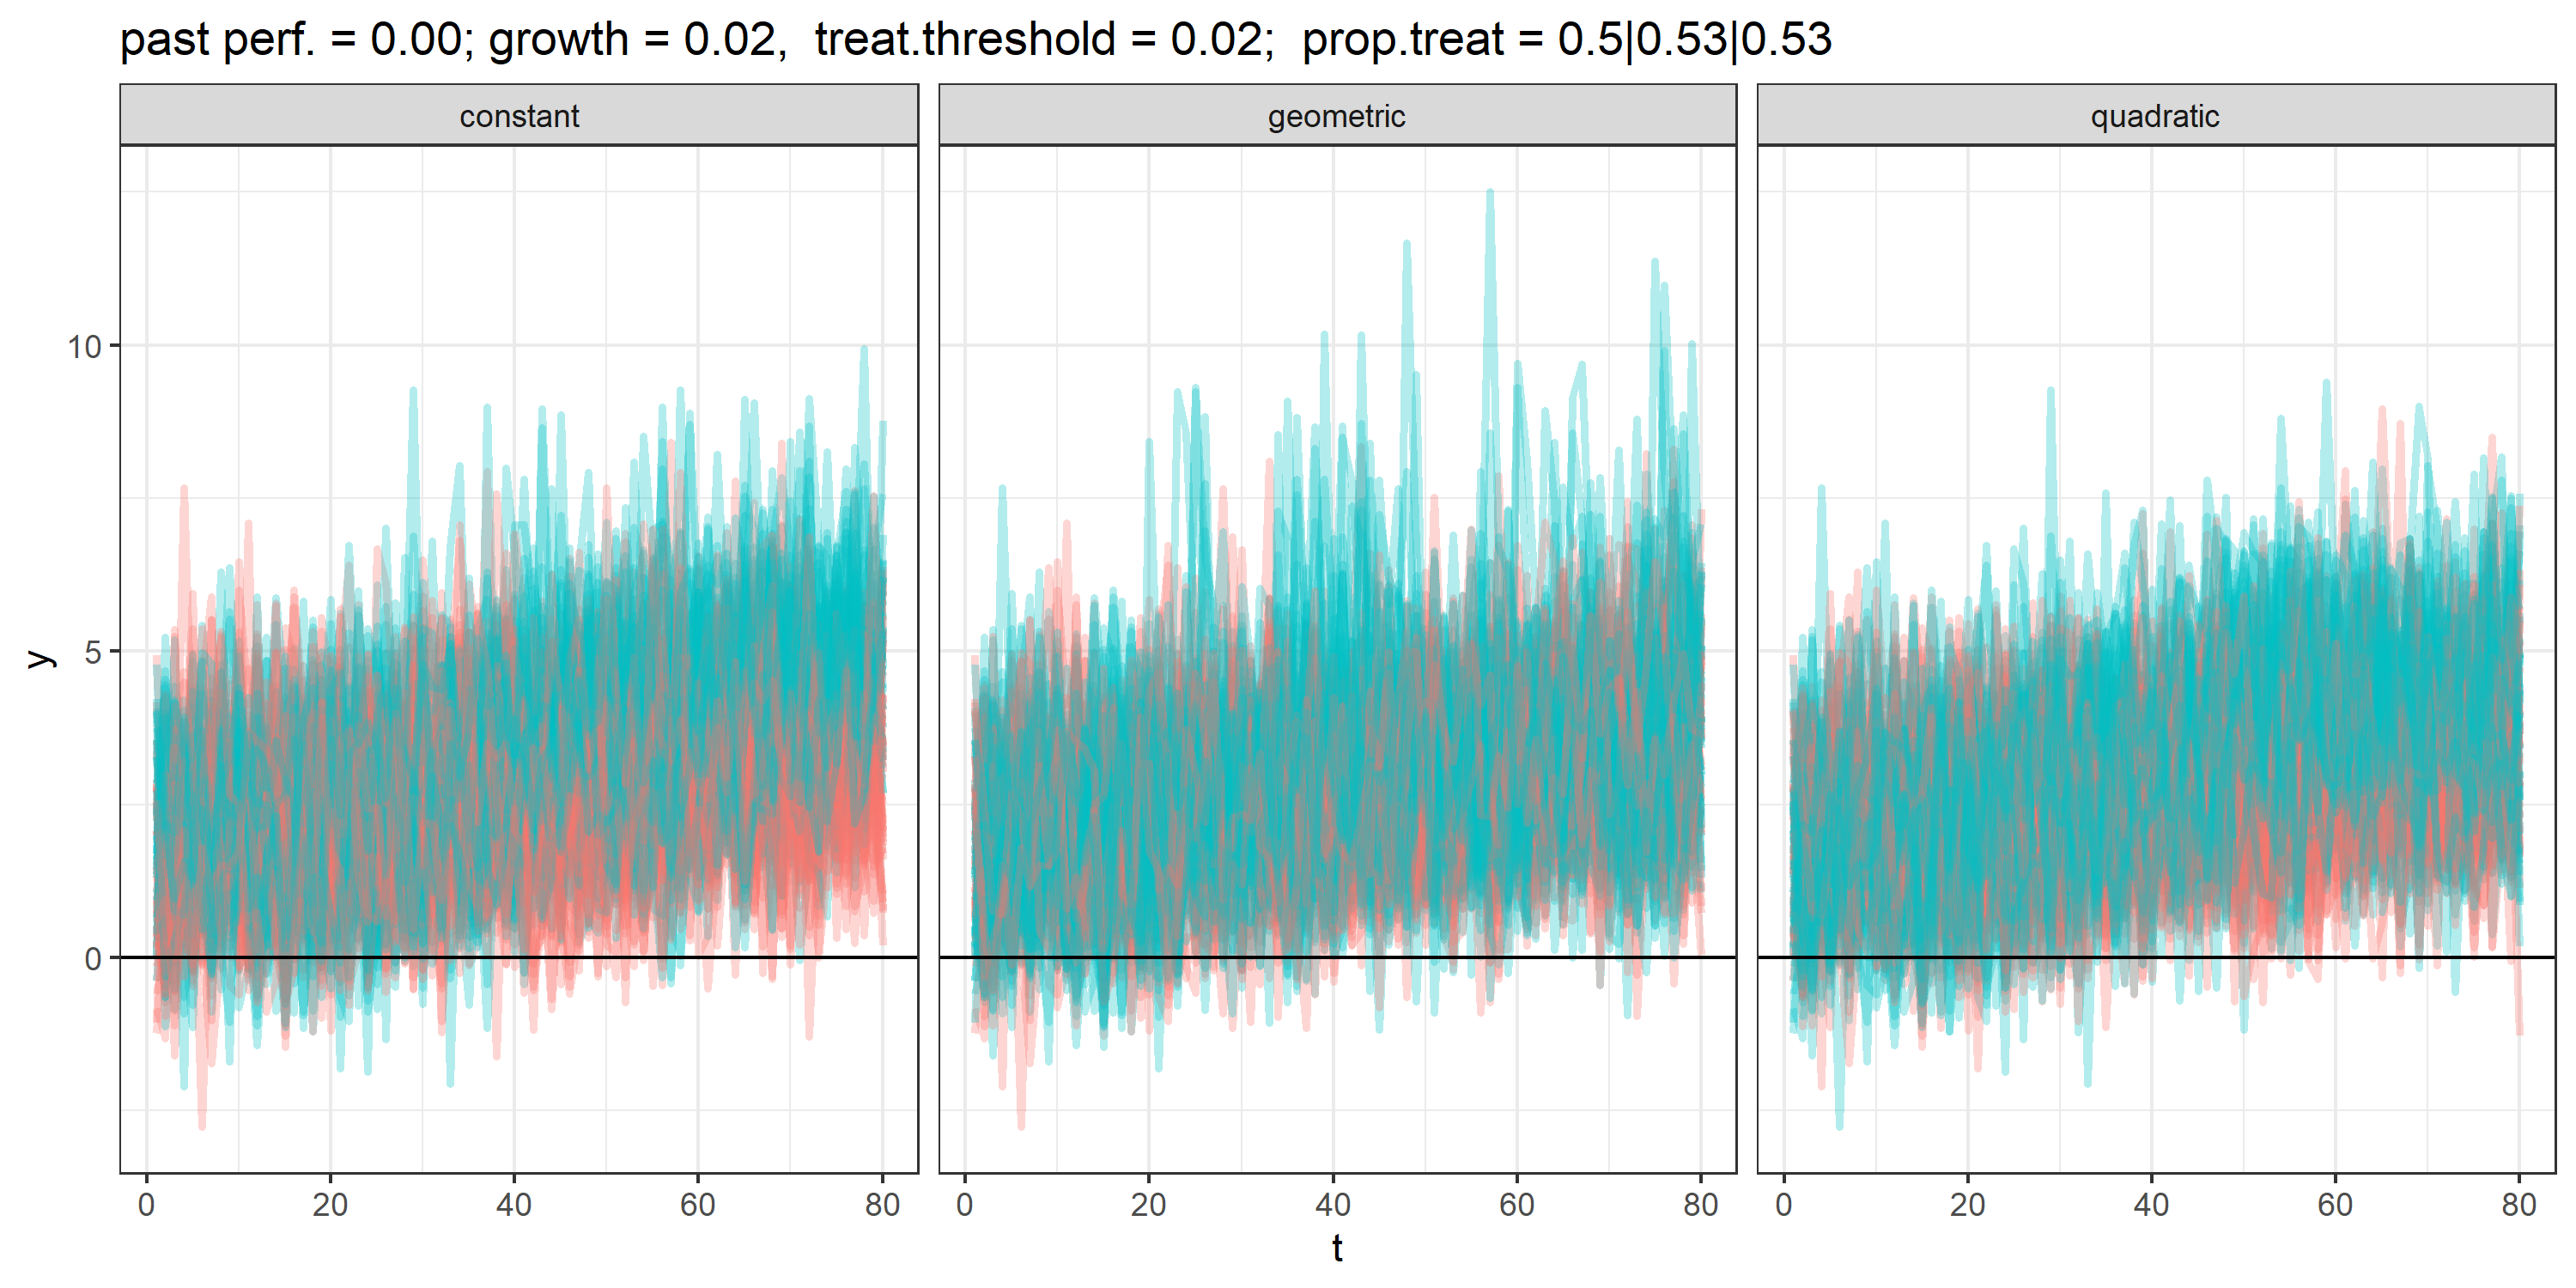 past perf. = 0.00; growth = 0.02,  treat.threshold = 0.02;  prop.treat = 0.5|0.53|0.53
constant geometric quadratic
10
5
0
y
0 20 40 60 80 0 20 40 60 80 0 20 40 60 80
t